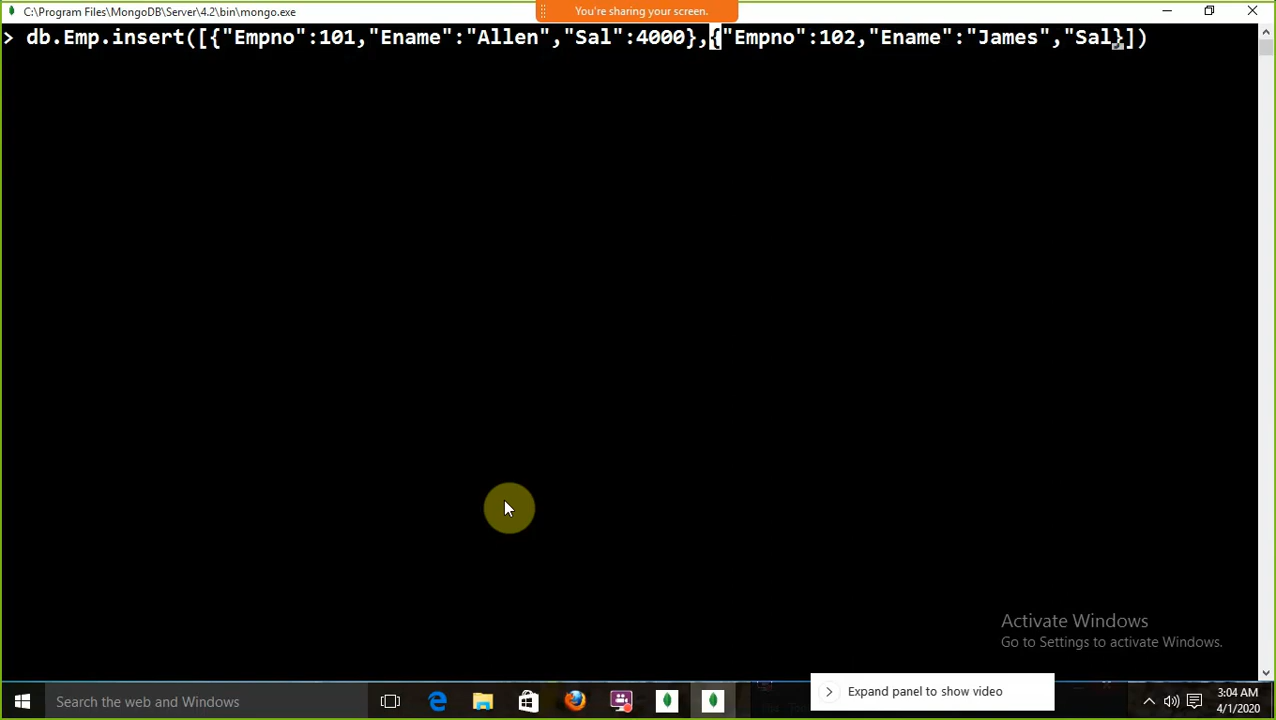 C:\Program Files\MongoDB\Server\4.2\bin\mongo.exe
You're sharing your screen.
> db.Emp.insert([{"Empno":101,"Ename":"Allen","Sal":4000},{"Empno":102,"Ename":"James","Sal}])
Activate Windows
Go to Settings to activate Windows.
Search the web and Windows
Expand panel to show video
3:04 AM
4/1/2020